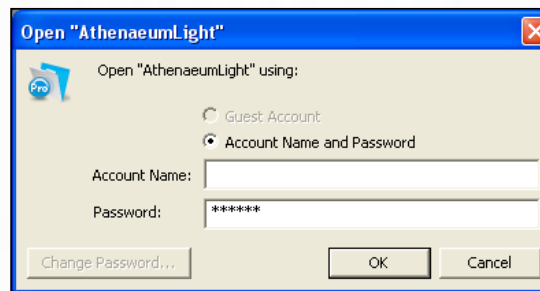 Open "AthenaeumLight"
Open "AthenaeumLight" using:
Pro
Guest Account
Account Name and Password
Account Name:
Password: ******
Change Password... OK Cancel